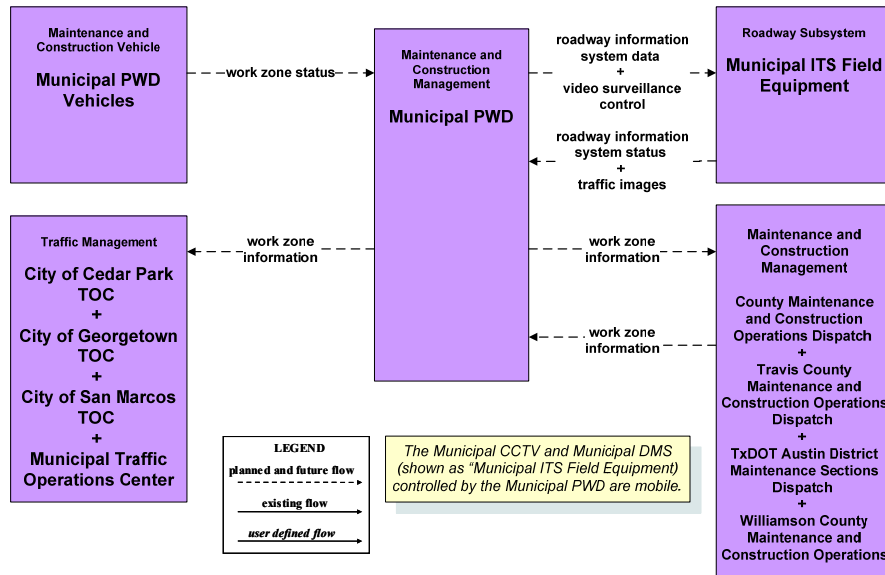 Maintenance and
Construction Vehicle
Municipal PWD
Vehicles
work zone status
Maintenance and
Construction
Management
Municipal PWD
roadway information
system data
+
video surveillance
control
Roadway Subsystem
Municipal ITS Field
Equipment
roadway information
system status
+
traffic images
Traffic Management
City of Cedar Park
TOC
+
City of Georgetown
TOC
+
City of San Marcos
TOC
+
Municipal Traffic
Operations Center
work zone
information
work zone
information
work zone
information
Maintenance and
Construction
Management
County Maintenance
and Construction
Operations Dispatch
+
Travis County
Maintenance and
Construction Operations
Dispatch
+
TxDOT Austin District
Maintenance Sections
Dispatch
+
Williamson County
Maintenance and
Construction Operations
LEGEND
planned and future flow
existing flow
user defined flow
The Municipal CCTV and Municipal DMS
(shown as “Municipal ITS Field Equipment)
controlled by the Municipal PWD are mobile.